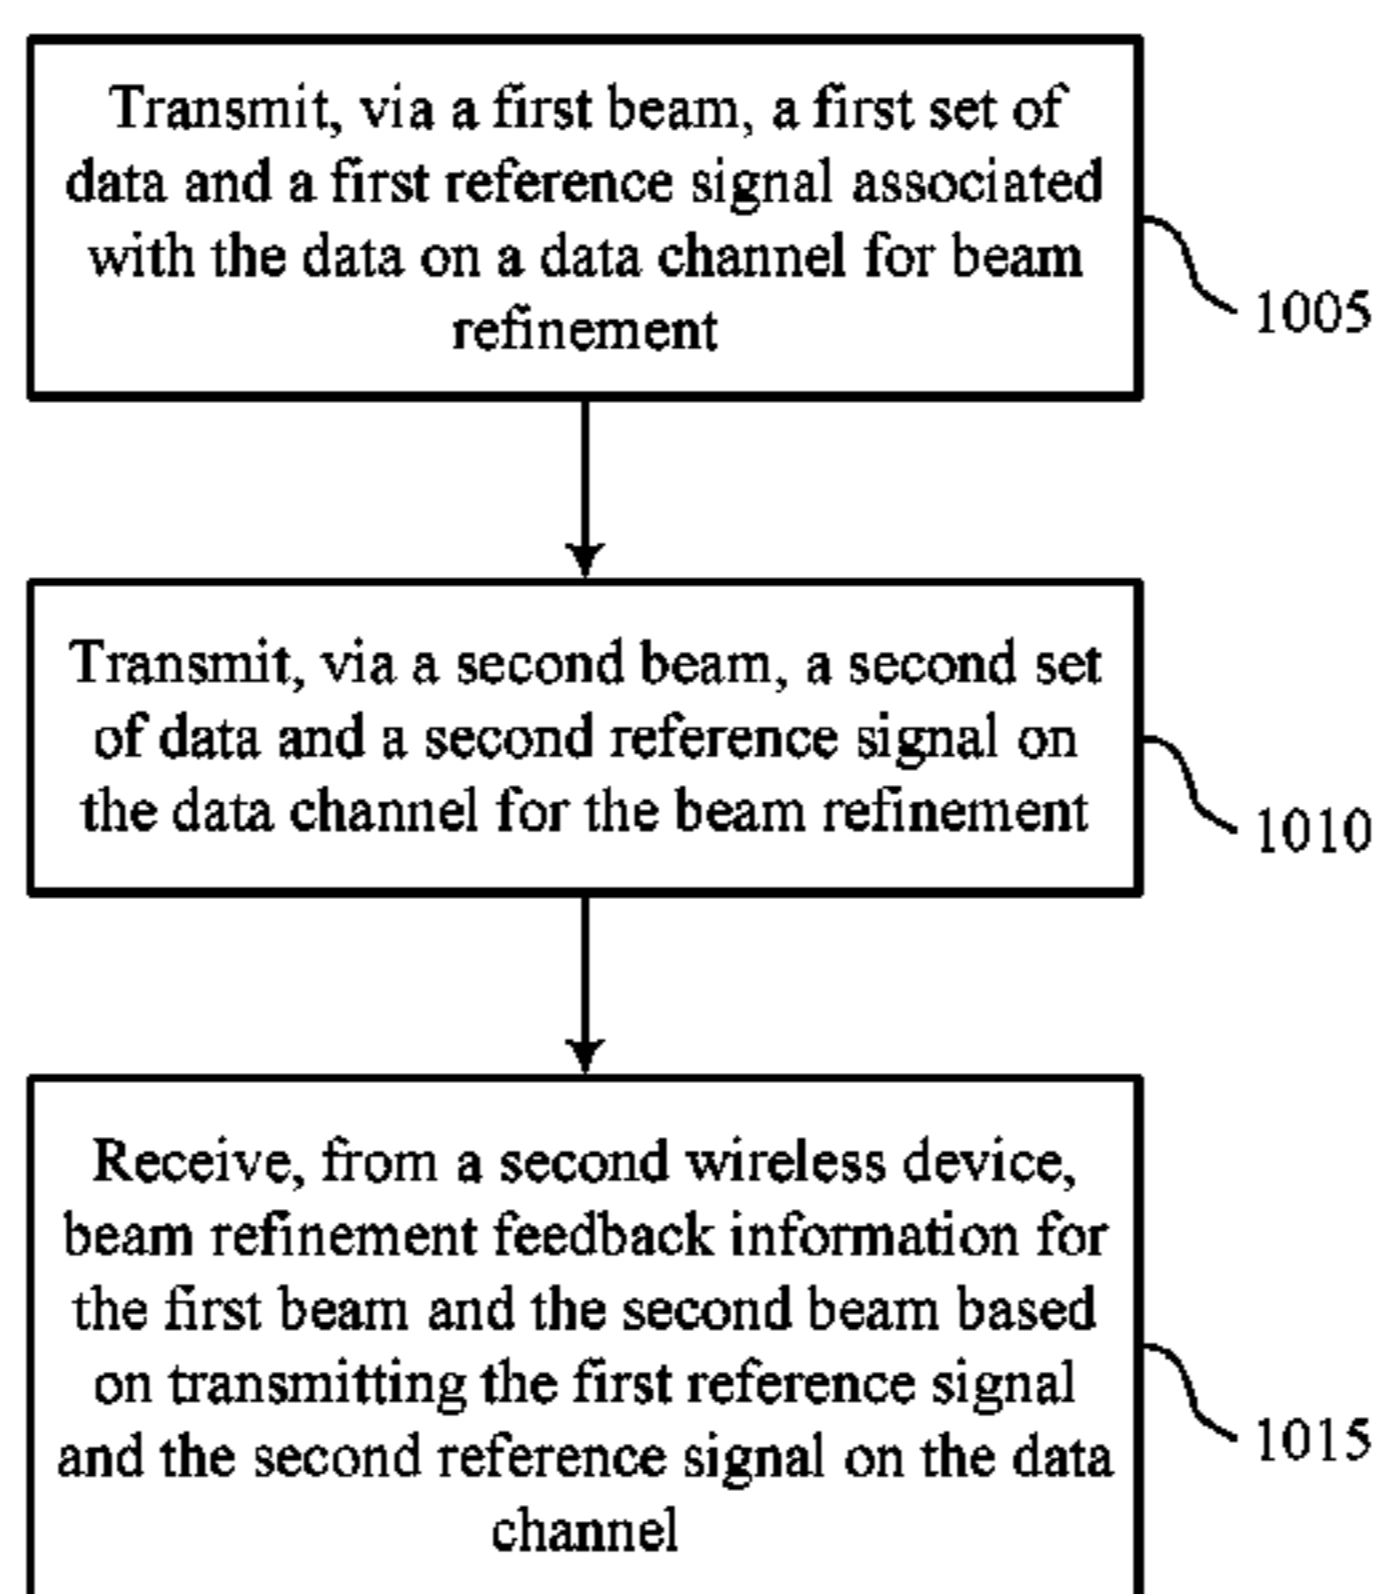 Transmit, via a first beam, a first set of
data and a first reference signal associated
with the data on a data channel for beam
refinement
1005
Transmit, via a second beam, a second set
of data and a second reference signal on
the data channel for the beam refinement
1010
Receive, from a second wireless device,
beam refinement feedback information for
the first beam and the second beam based
on transmitting the first reference signal
and the second reference signal on the data
channel
1015